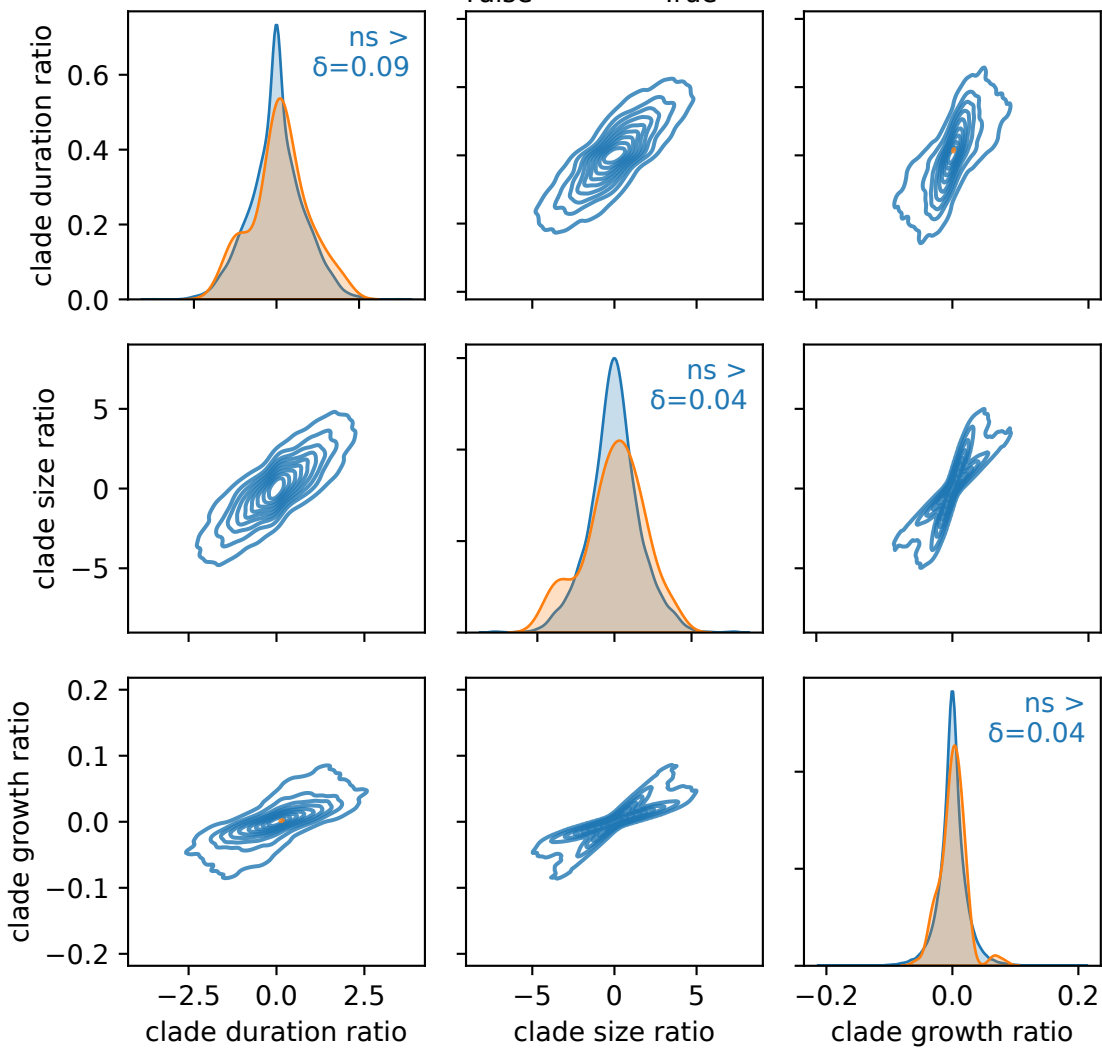 False True
clade duration ratio
0.6
0.4
0.2
0.0
ns >
δ=0.09
clade size ratio
5
0
−5
ns >
δ=0.04
clade growth ratio
0.2
0.1
0.0
−0.1
−0.2
ns >
δ=0.04
−2.5 0.0 2.5
clade duration ratio
−5 0 5
clade size ratio
−0.2 0.0 0.2
clade growth ratio